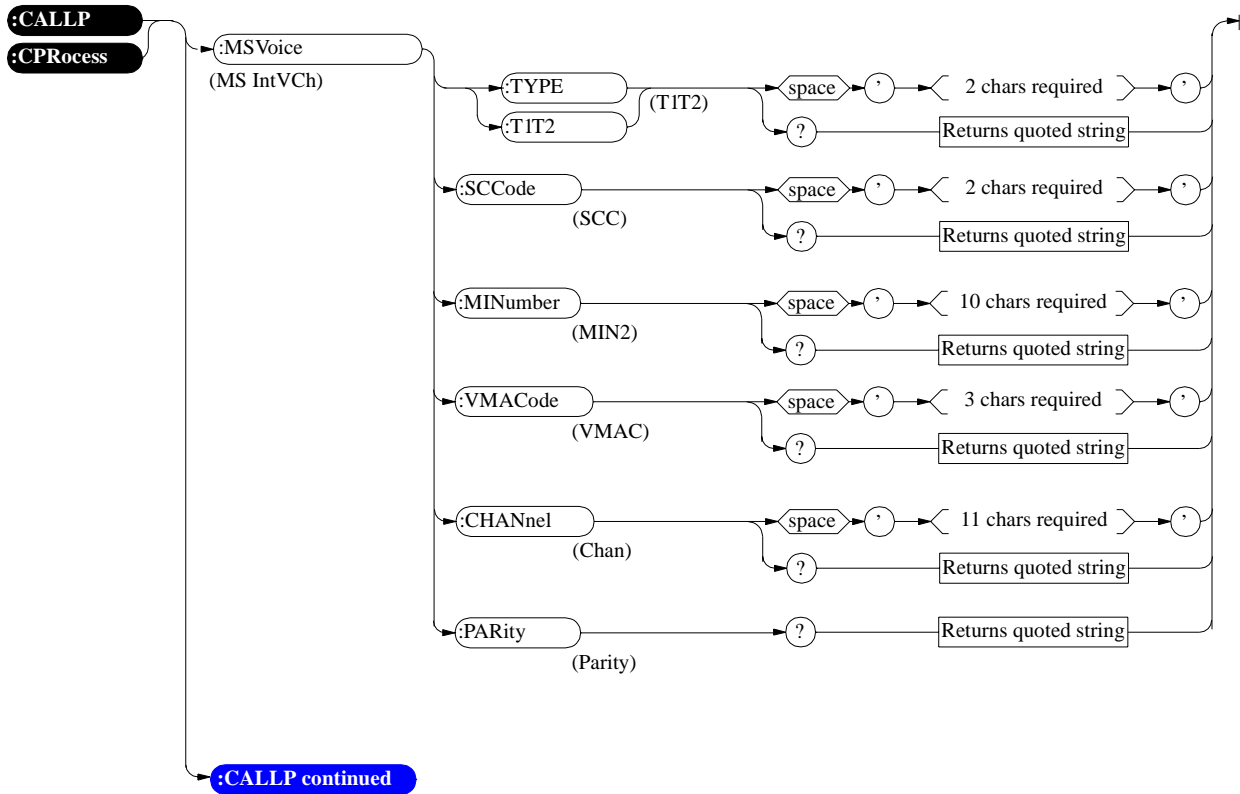 :CALLP
:CPRocess
:MSVoice
(MS IntVCh)
:TYPE
:T1T2
(T1T2)
space ’ 2 chars required ’
? Returns quoted string
:SCCode
(SCC)
space ’ 2 chars required ’
? Returns quoted string
:MINumber
(MIN2)
space ’ 10 chars required ’
? Returns quoted string
:VMACode
(VMAC)
space ’ 3 chars required ’
? Returns quoted string
:CHANnel
(Chan)
space ’ 11 chars required ’
? Returns quoted string
:PARity
(Parity)
? Returns quoted string
:CALLP continued